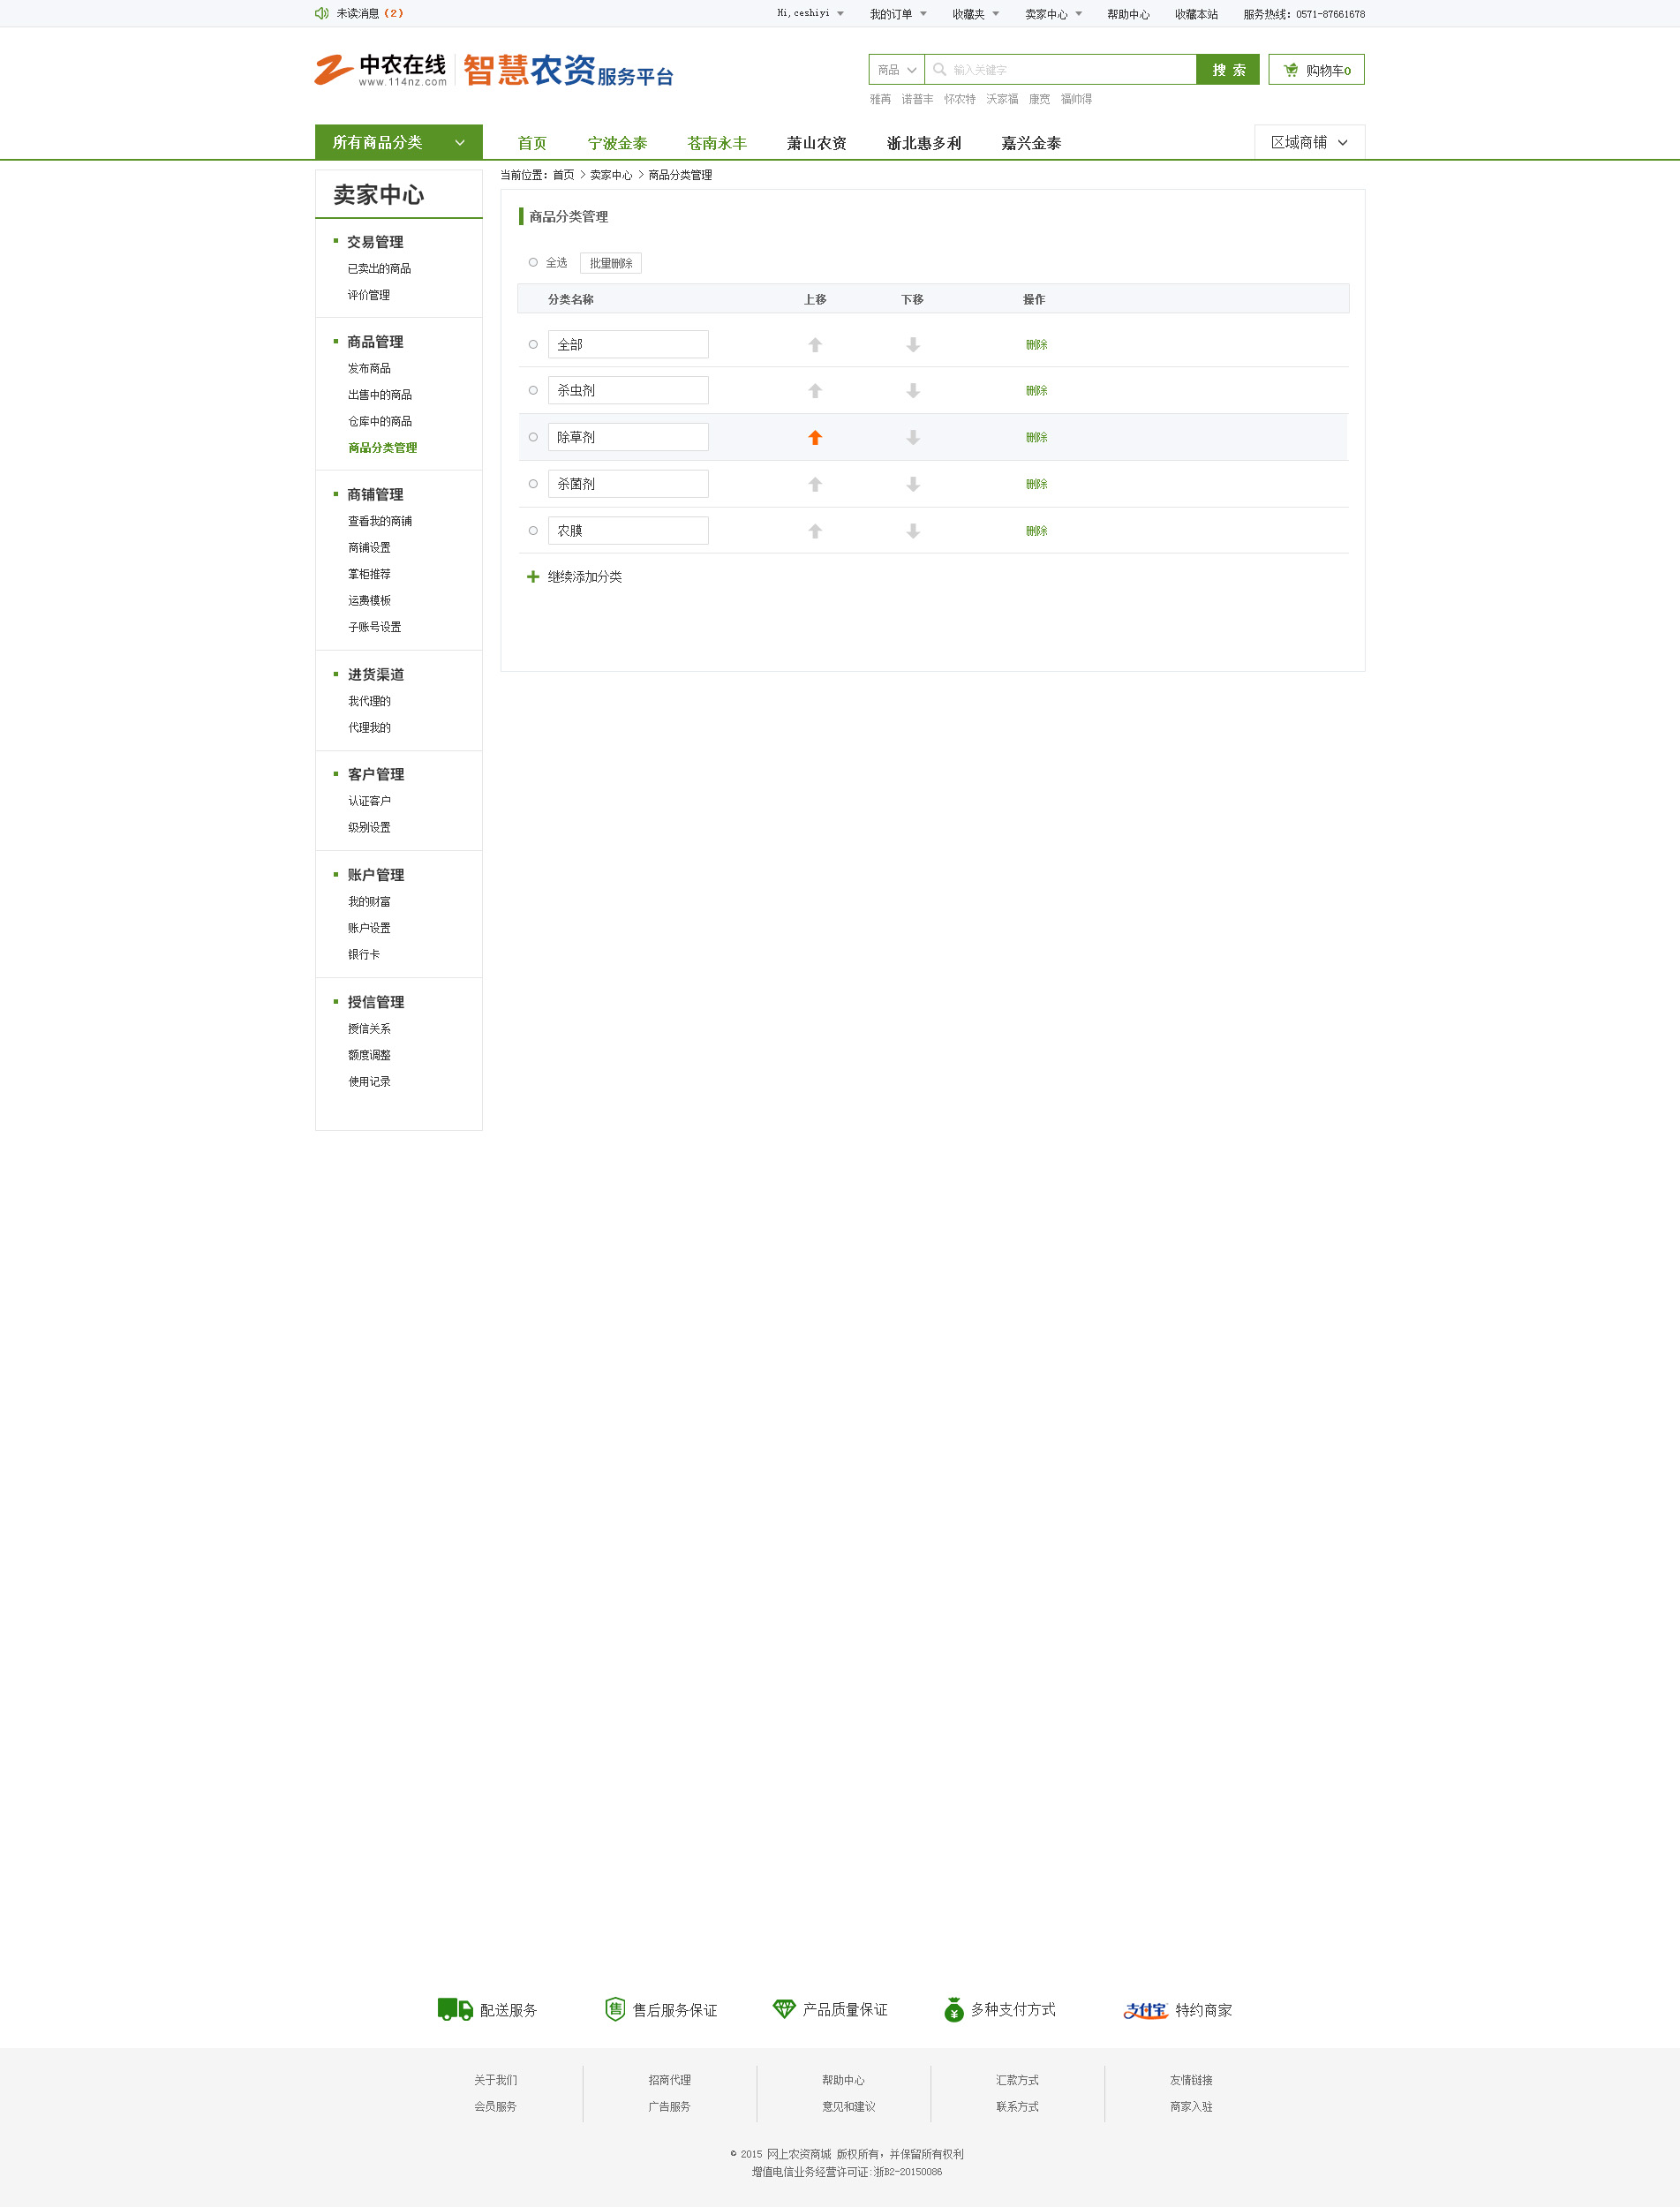 未读消息（2）
Hi,ceshiyi 我的订单 收藏夹 卖家中心 帮助中心 收藏本站 服务热线：0571-87661678
中农在线
www.114nz.com
智慧农资服务平台
商品 输入关键字 搜 索 购物车0
雅苒 诺普丰 怀农特 沃家福 康宽 福帅得
所有商品分类 首页 宁波金泰 苍南永丰 萧山农资 浙北惠多利 嘉兴金泰 区域商铺
当前位置：首页 > 卖家中心 > 商品分类管理
卖家中心
交易管理
已卖出的商品
评价管理
商品管理
发布商品
出售中的商品
仓库中的商品
商品分类管理
商铺管理
查看我的商铺
商铺设置
掌柜推荐
运费模板
子账号设置
进货渠道
我代理的
代理我的
客户管理
认证客户
级别设置
账户管理
我的财富
账户设置
银行卡
授信管理
授信关系
额度调整
使用记录
商品分类管理
全选 批量删除
分类名称 上移 下移 操作
全部 删除
杀虫剂 删除
除草剂 删除
杀菌剂 删除
农膜 删除
继续添加分类
配送服务 售 售后服务保证 产品质量保证 ¥ 多种支付方式 支付宝 特约商家
关于我们 招商代理 帮助中心 汇款方式 友情链接
会员服务 广告服务 意见和建议 联系方式 商家入驻
© 2015 网上农资商城 版权所有，并保留所有权利
增值电信业务经营许可证:浙B2-20150086